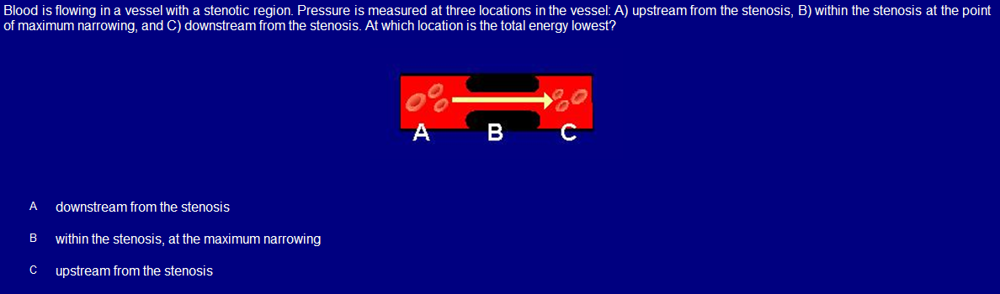 Blood is flowing in a vessel with a stenotic region. Pressure is measured at three locations in the vessel: A) upstream from the stenosis, B) within the stenosis at the point
of maximum narrowing, and C) downstream from the stenosis. At which location is the total energy lowest?
A B C
A downstream from the stenosis
B within the stenosis, at the maximum narrowing
C upstream from the stenosis